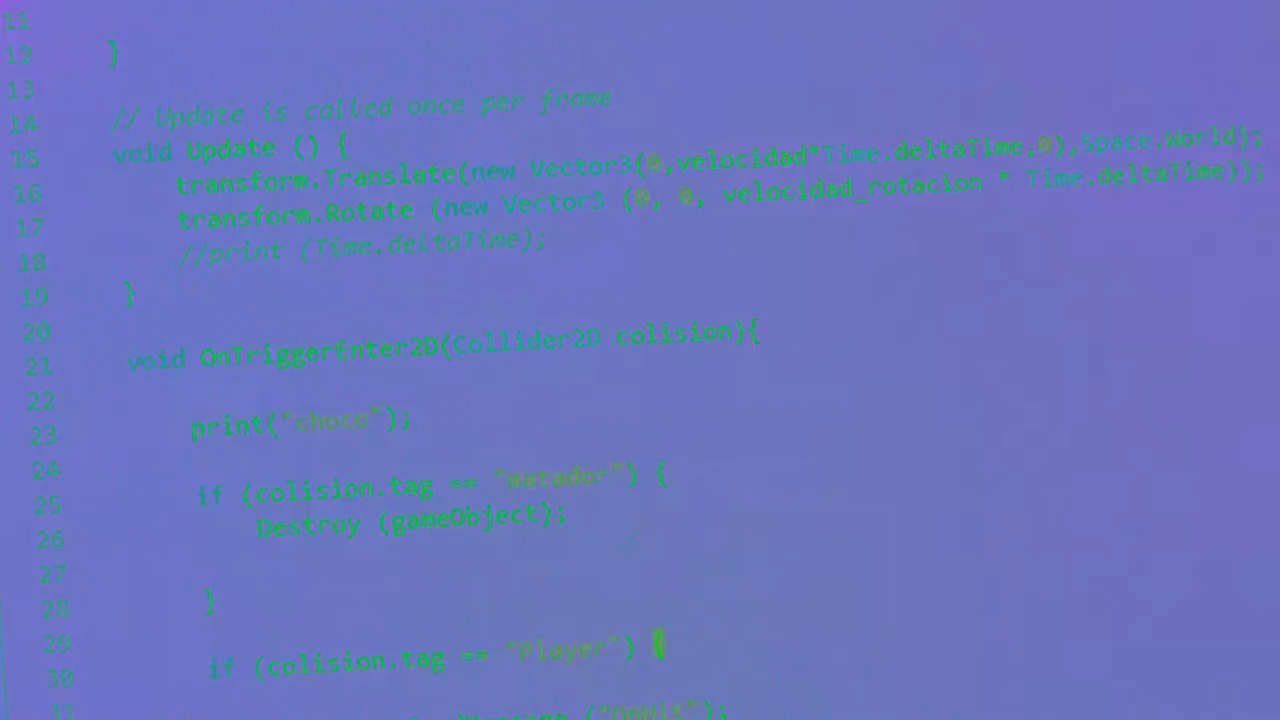 11
12 }
13
14 // Update is called once per frame
15 void Update () {
16 transform.Translate(new Vector3(0,velocidad*Time.deltaTime,0),Space.World);
17 transform.Rotate (new Vector3 (0, 0, velocidad_rotacion * Time.deltaTime));
18 //print (Time.deltaTime);
19 }
20
21 void OnTriggerEnter2D(Collider2D colision){
22
23 print("choco");
24
25 if (colision.tag == "matador") {
26 Destroy (gameObject);
27
28 }
29
30 if (colision.tag == "Player") {
31 ("OnHit");